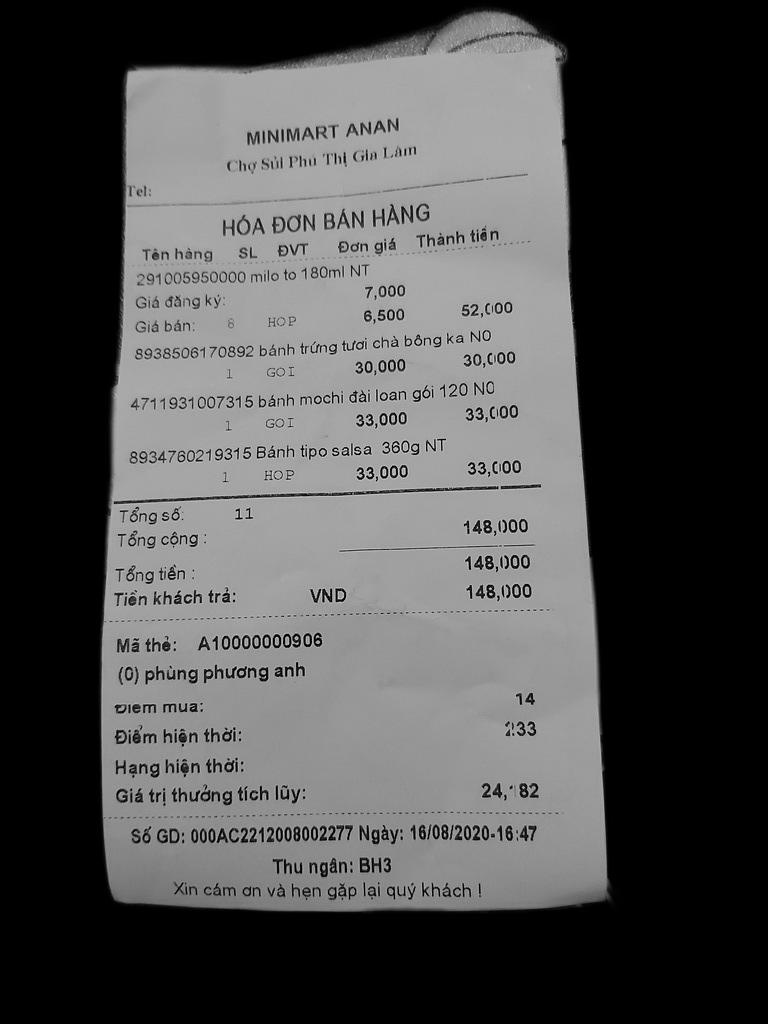 MINIMART ANAN
Chợ Sủi Phú Thị Gia Lâm
Tel:
HÓA ĐƠN BÁN HÀNG
Tên hàng SL ĐVT Đơn giá Thành tiền
291005950000 milo to 180ml NT
Giá đăng ký: 7,000
Giá bán: 8 HOP 6,500 52,000
8938506170892 bánh trứng tươi chà bông ka N0
1 GOI 30,000 30,000
4711931007315 bánh mochi đài loan gói 120 N0
1 GOI 33,000 33,000
8934760219315 Bánh tipo salsa 360g NT
1 HOP 33,000 33,000
Tổng số: 11
Tổng cộng : 148,000
Tổng tiền : 148,000
Tiền khách trả: VND 148,000
Mã thẻ: A10000000906
(0) phùng phương anh
Điểm mua: 14
Điểm hiện thời: 233
Hạng hiện thời:
Giá trị thưởng tích lũy:
Số GD: 000AC2212008002277 Ngày: 16/08/2020-16:47
Thu ngân: BH3
Xin cám ơn và hẹn gặp lại quý khách !